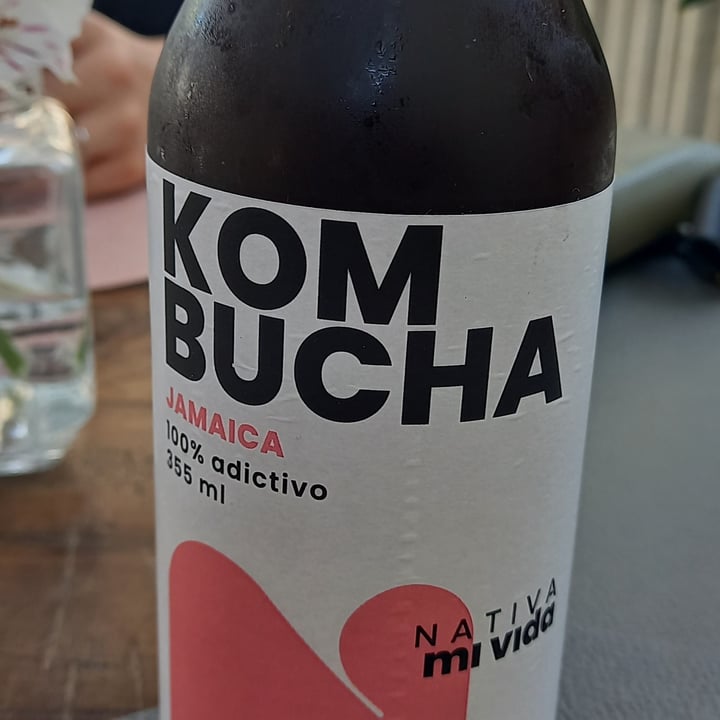 KOM
BUCHA
JAMAICA
100% adictivo
355 ml
NATIVA
mi vida